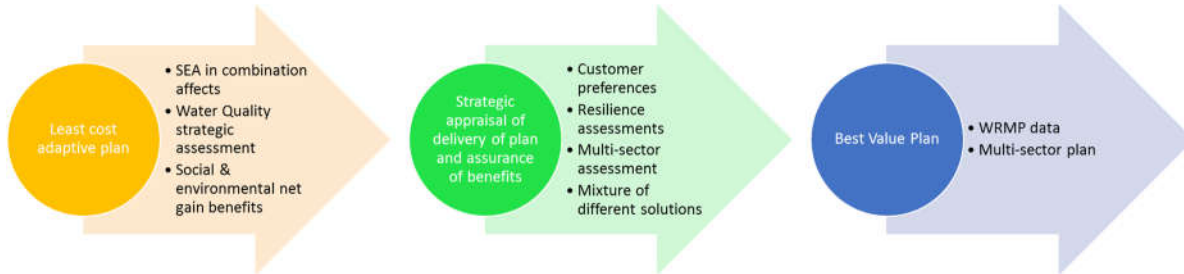 Least cost
adaptive plan
• SEA in combination
affects
• Water Quality
strategic
assessment
• Social &
environmental net
gain benefits
Strategic
appraisal of
delivery of plan
and assurance
of benefits
• Customer
preferences
• Resilience
assessments
• Multi-sector
assessment
• Mixture of
different solutions
Best Value Plan
• WRMP data
• Multi-sector plan